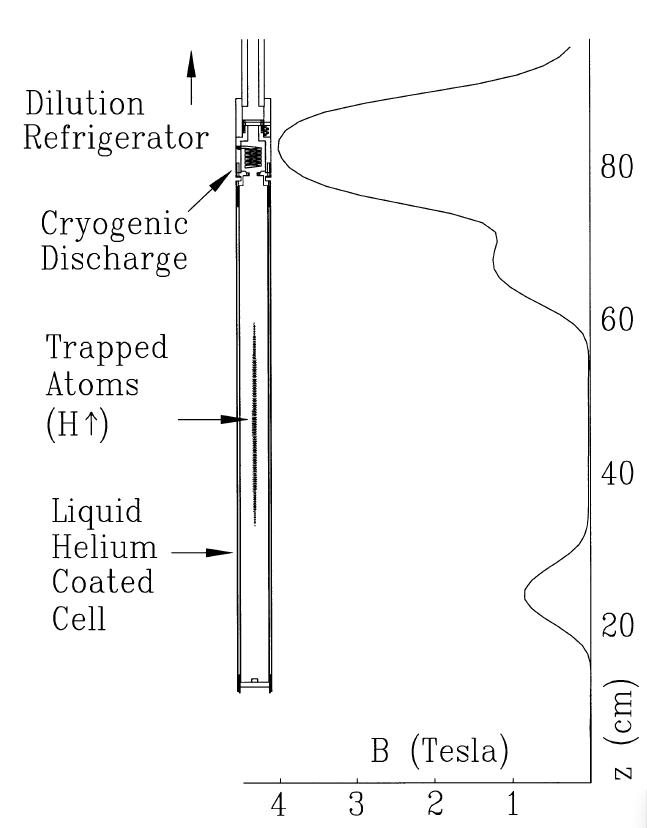 Dilution
Refrigerator
Cryogenic
Discharge
Trapped
Atoms
(H↑)
Liquid
Helium
Coated
Cell
80
60
40
20
z (cm)
B (Tesla)
4 3 2 1